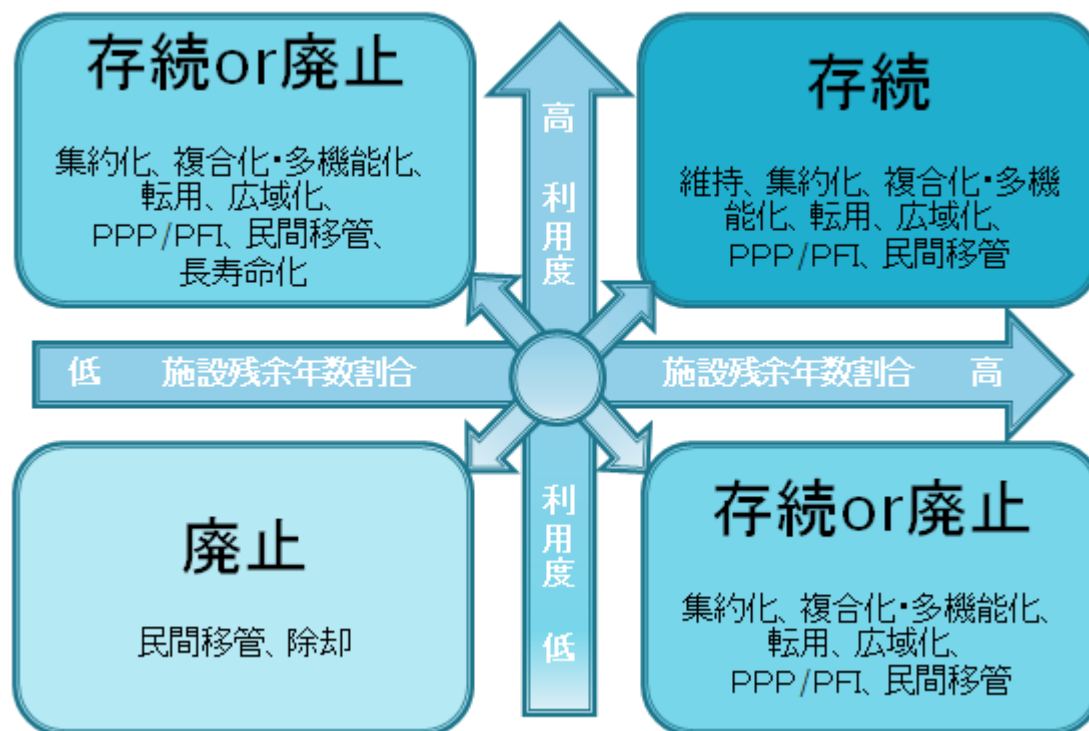 存続or廃止
集約化、複合化・多機能化、
転用、広域化、
PPP/PFI、民間移管、
長寿命化
高 利用度
存続
維持、集約化、複合化・多機
能化、転用、広域化、
PPP/PFI、民間移管
低 施設残余年数割合
施設残余年数割合 高
廃止
民間移管、除却
利用度 低
存続or廃止
集約化、複合化・多機能化、
転用、広域化、
PPP/PFI、民間移管